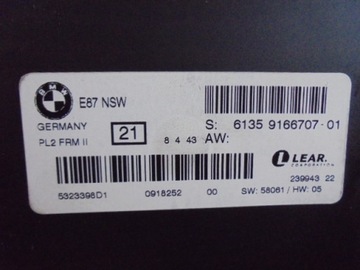 BMW
E87 NSW
GERMANY
21
S: 6135 9166707-01
PL2 FRM II
8 4 43 AW:
LEAR.
CORPORATION
239943 22
5323398D1
0918252
00
SW: 58061 / HW: 05